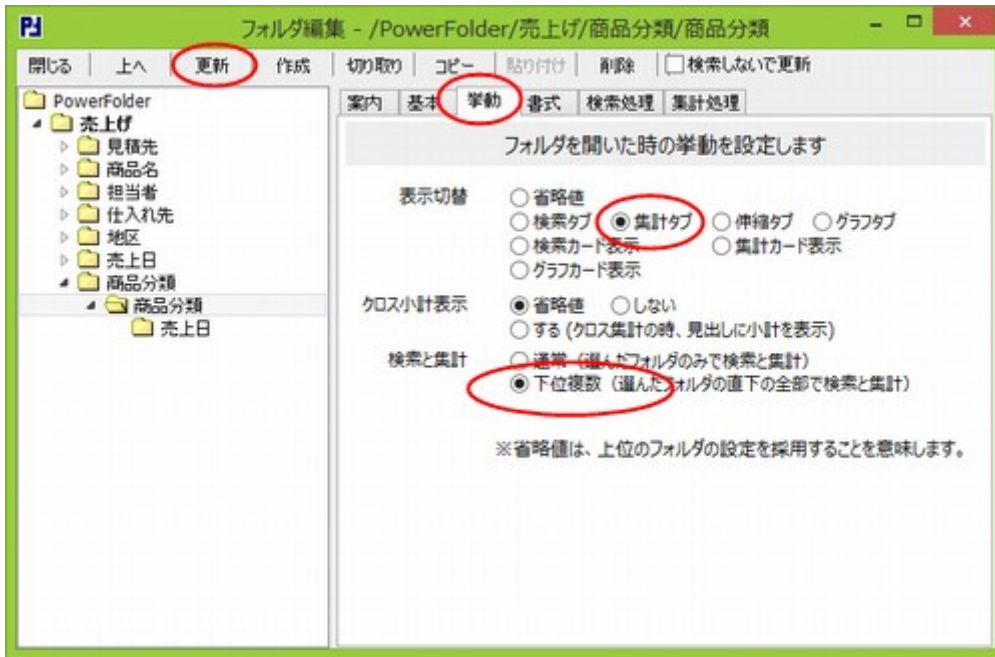 フォルダ編集 - /PowerFolder/売上げ/商品分類/商品分類
閉じる 上へ 更新 作成 切り取り コピー 貼り付け 削除 検索しないで更新
PowerFolder
売上げ
見積先
商品名
担当者
仕入れ先
地区
売上日
商品分類
商品分類
売上日
案内 基本 挙動 書式 検索処理 集計処理
フォルダを開いた時の挙動を設定します
表示切替 省略値
検索タブ 集計タブ 伸縮タブ グラフタブ
検索カード表示 集計カード表示
グラフカード表示
クロス小計表示 省略値 しない
する (クロス集計の時、見出しに小計を表示)
検索と集計 通常 (選んだフォルダのみで検索と集計)
下位複数 (選んだフォルダの直下の全部で検索と集計)
※省略値は、上位のフォルダの設定を採用することを意味します。